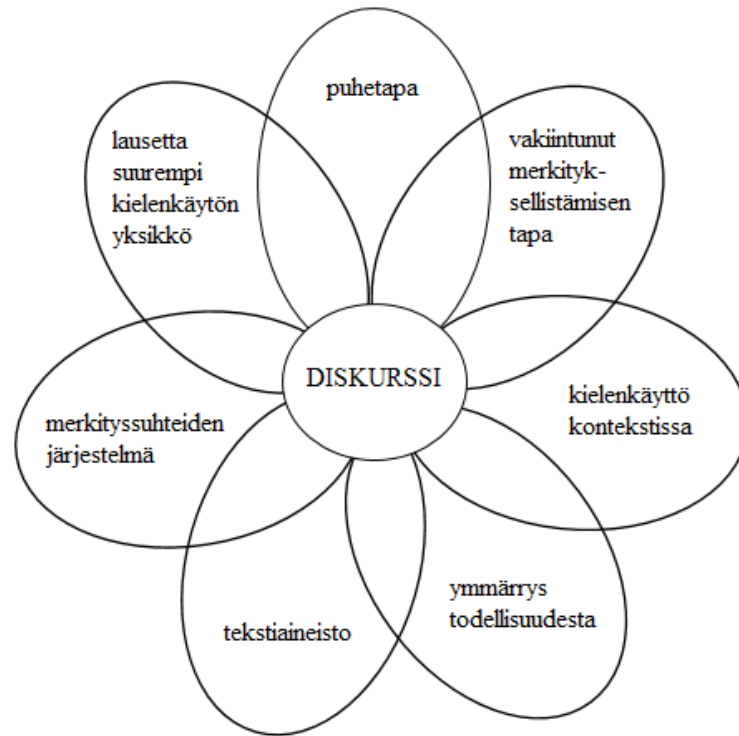 puhetapa
lausetta
suurempi
kielenkäytön
yksikkö
vakiintunut
merkityk-
sellistämisen
tapa
DISKURSSI
merkityssuhteiden
järjestelmä
kielenkäyttö
kontekstissa
tekstiaineisto
ymmärrys
todellisuudesta